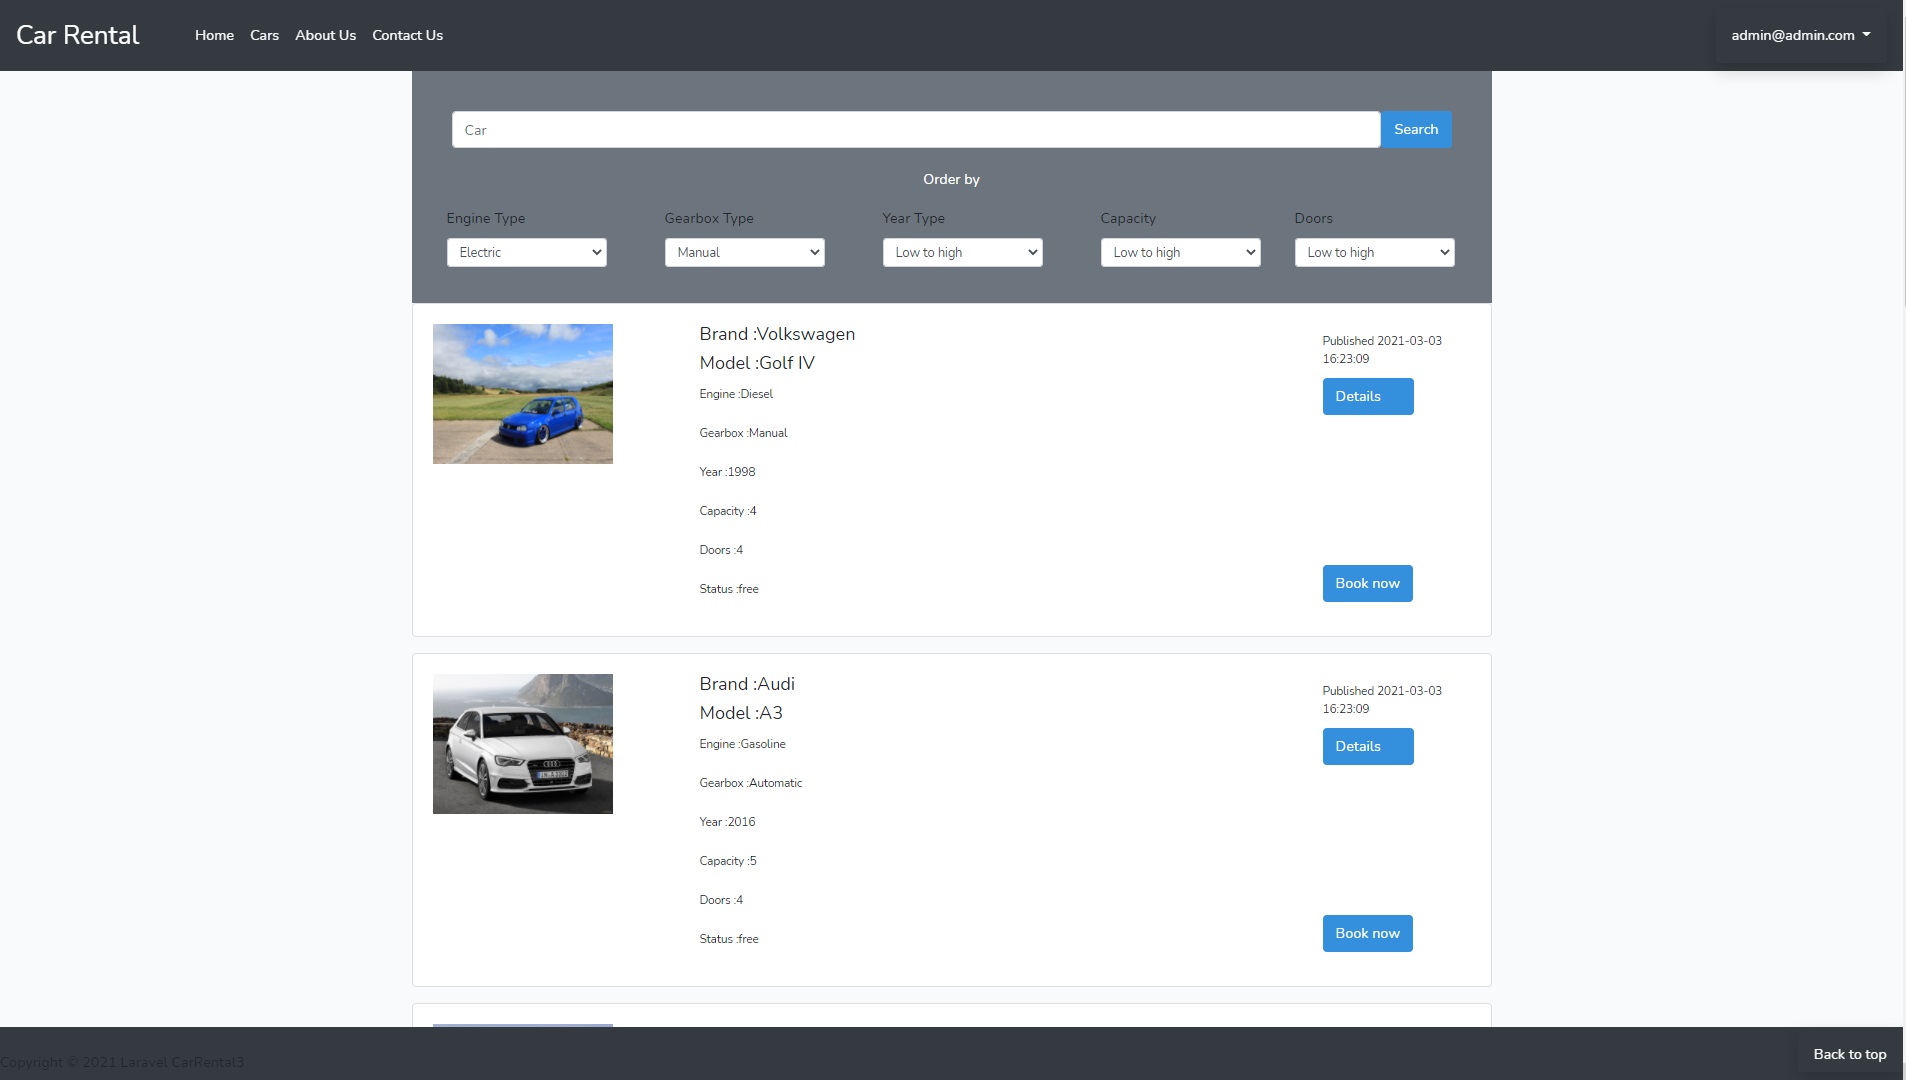 Car Rental
Home Cars About Us Contact Us
admin@admin.com
Car
Search
Order by
Engine Type Gearbox Type Year Type Capacity Doors
Electric Manual Low to high Low to high Low to high
Brand :Volkswagen
Model :Golf IV
Engine :Diesel
Gearbox :Manual
Year :1998
Capacity :4
Doors :4
Status :free
Published 2021-03-03
16:23:09
Details
Book now
Brand :Audi
Model :A3
Engine :Gasoline
Gearbox :Automatic
Year :2016
Capacity :5
Doors :4
Status :free
Published 2021-03-03
16:23:09
Details
Book now
Copyright © 2021 Laravel CarRental3
Back to top